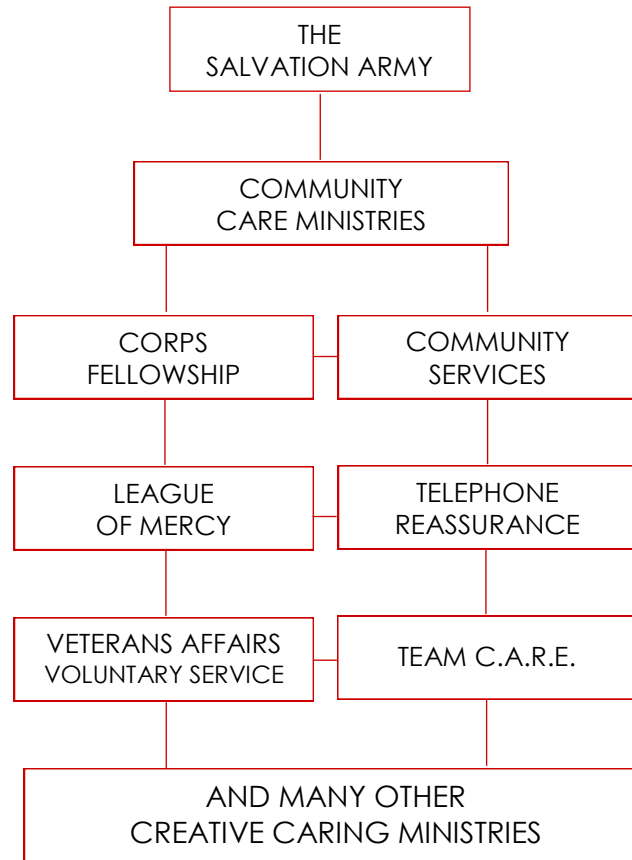 THE
SALVATION ARMY
COMMUNITY
CARE MINISTRIES
CORPS
FELLOWSHIP
COMMUNITY
SERVICES
LEAGUE
OF MERCY
TELEPHONE
REASSURANCE
VETERANS AFFAIRS
VOLUNTARY SERVICE
TEAM C.A.R.E.
AND MANY OTHER
CREATIVE CARING MINISTRIES